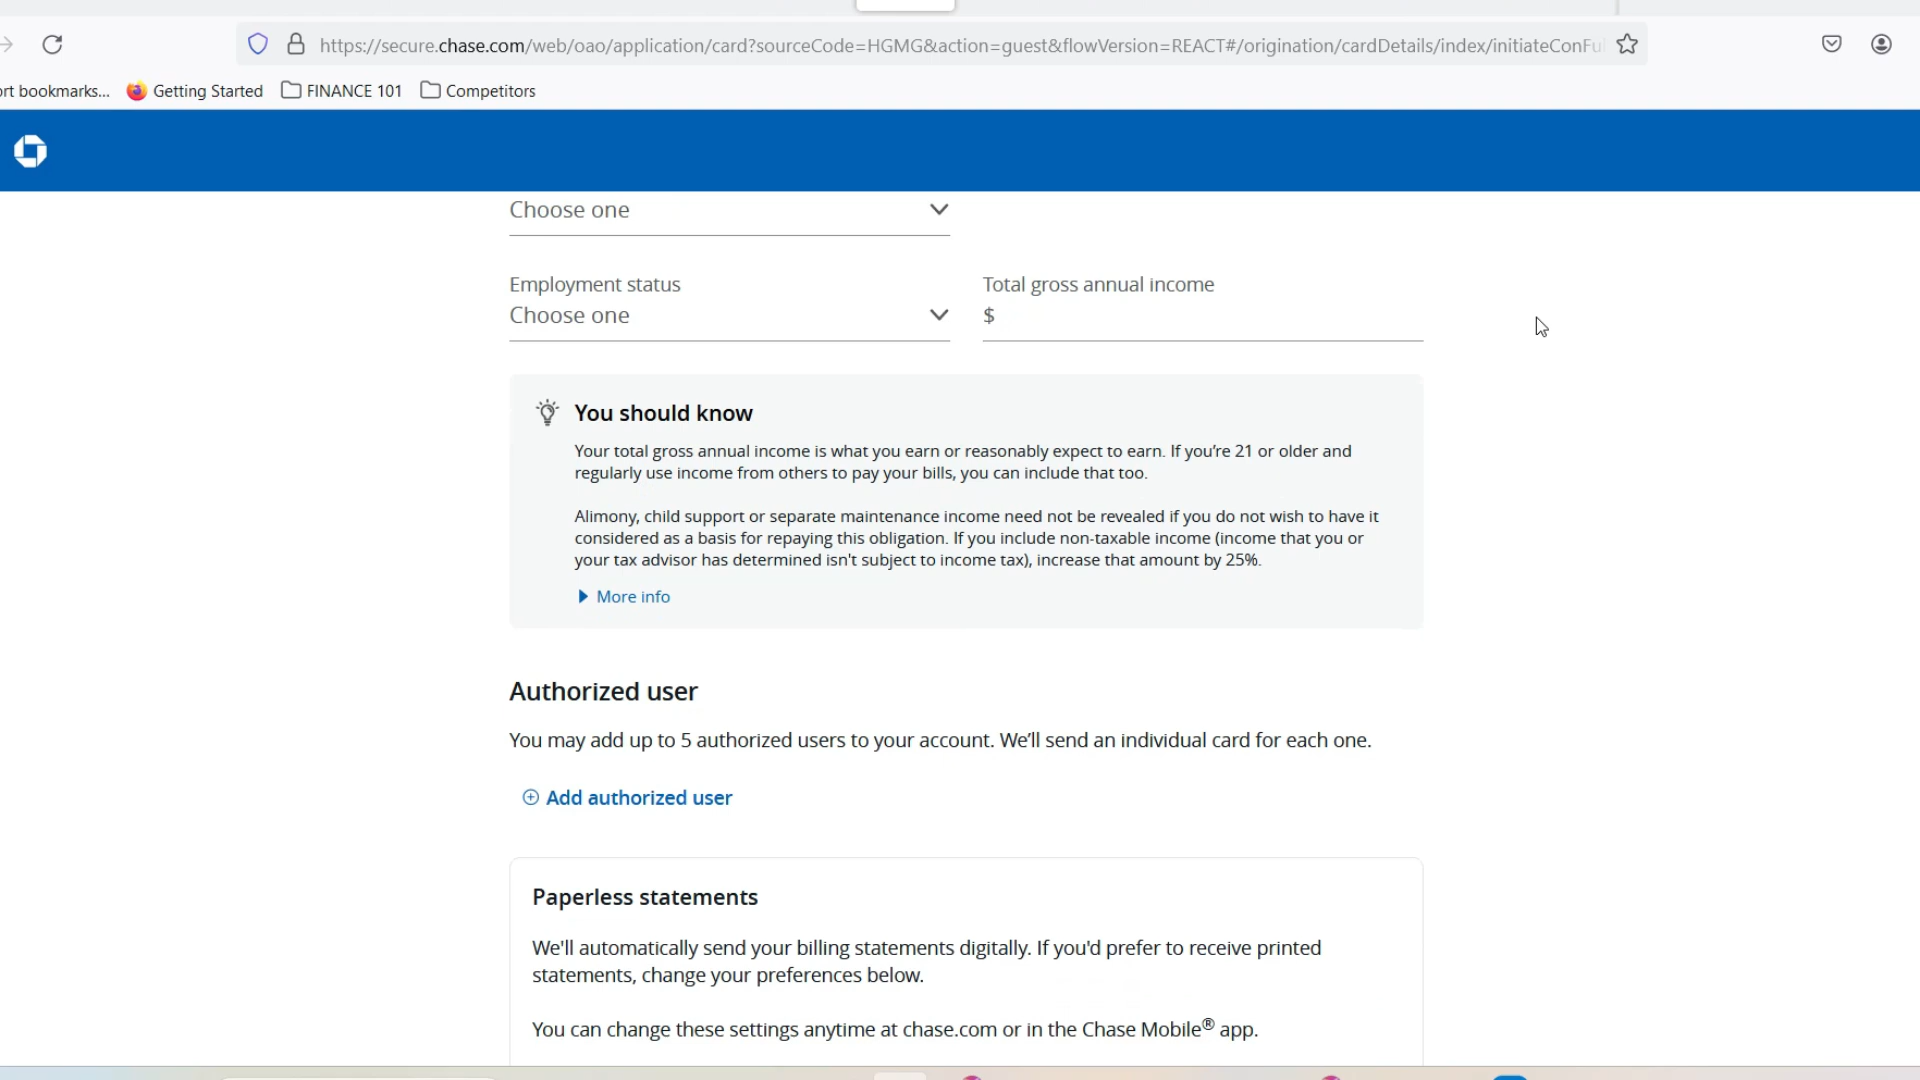 https://secure.chase.com/web/oao/application/card?sourceCode=HGMG&action=guest&flowVersion=REACT#/origination/cardDetails/index/initiateConFu
ort bookmarks... Getting Started FINANCE 101 Competitors
Choose one
Employment status Total gross annual income
Choose one $
You should know
Your total gross annual income is what you earn or reasonably expect to earn. If you’re 21 or older and
regularly use income from others to pay your bills, you can include that too.
Alimony, child support or separate maintenance income need not be revealed if you do not wish to have it
considered as a basis for repaying this obligation. If you include non-taxable income (income that you or
your tax advisor has determined isn't subject to income tax), increase that amount by 25%.
More info
Authorized user
You may add up to 5 authorized users to your account. We’ll send an individual card for each one.
Add authorized user
Paperless statements
We'll automatically send your billing statements digitally. If you'd prefer to receive printed
statements, change your preferences below.
You can change these settings anytime at chase.com or in the Chase Mobile® app.